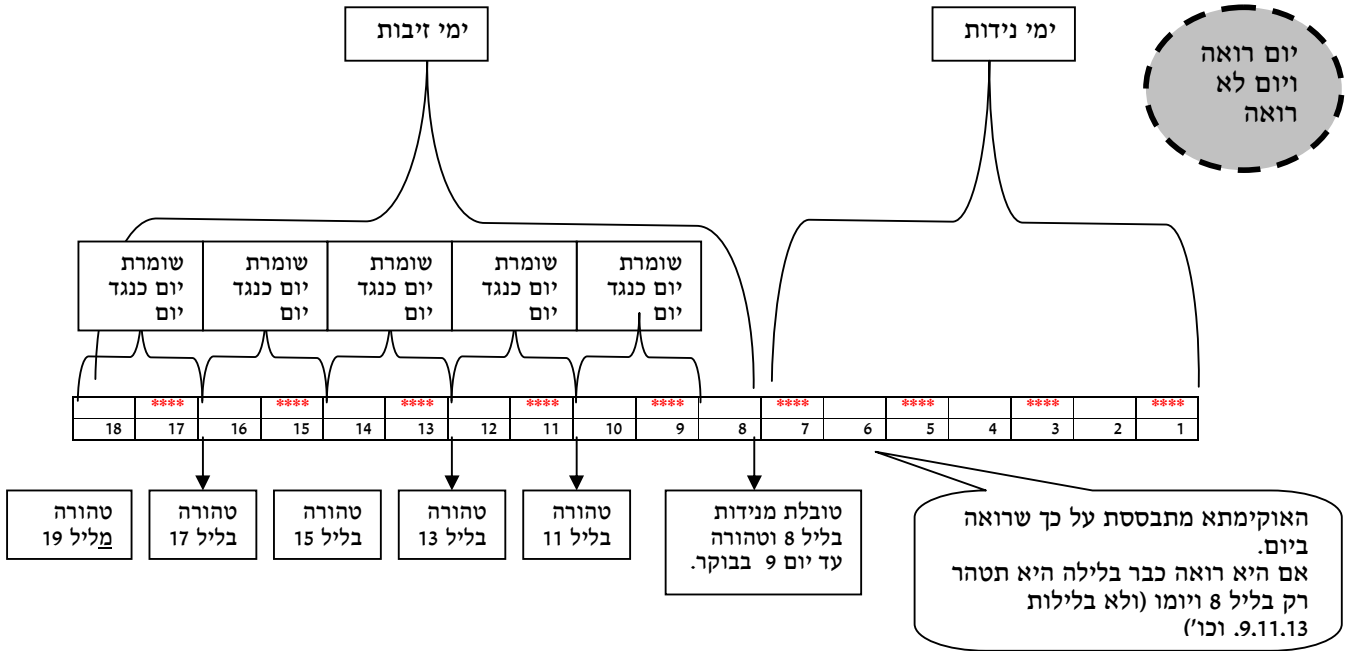 יום רואה
ויום לא
רואה
ימי נידות
ימי זיבות
שומרת
יום כנגד
יום
שומרת
יום כנגד
יום
שומרת
יום כנגד
יום
שומרת
יום כנגד
יום
שומרת
יום כנגד
יום
**** **** **** **** **** **** **** **** ****
1 2 3 4 5 6 7 8 9 10 11 12 13 14 15 16 17 18
האוקימתא מתבססת על כך שרואה
ביום.
אם היא רואה כבר בלילה היא תטהר
רק בליל 8 ויומו (ולא בלילות
9,11,13. וכו')
טובלת מנידות
בליל 8 וטהורה
עד יום 9 בבוקר.
טהורה
בליל 11
טהורה
בליל 13
טהורה
בליל 15
טהורה
בליל 17
טהורה
מליל 19